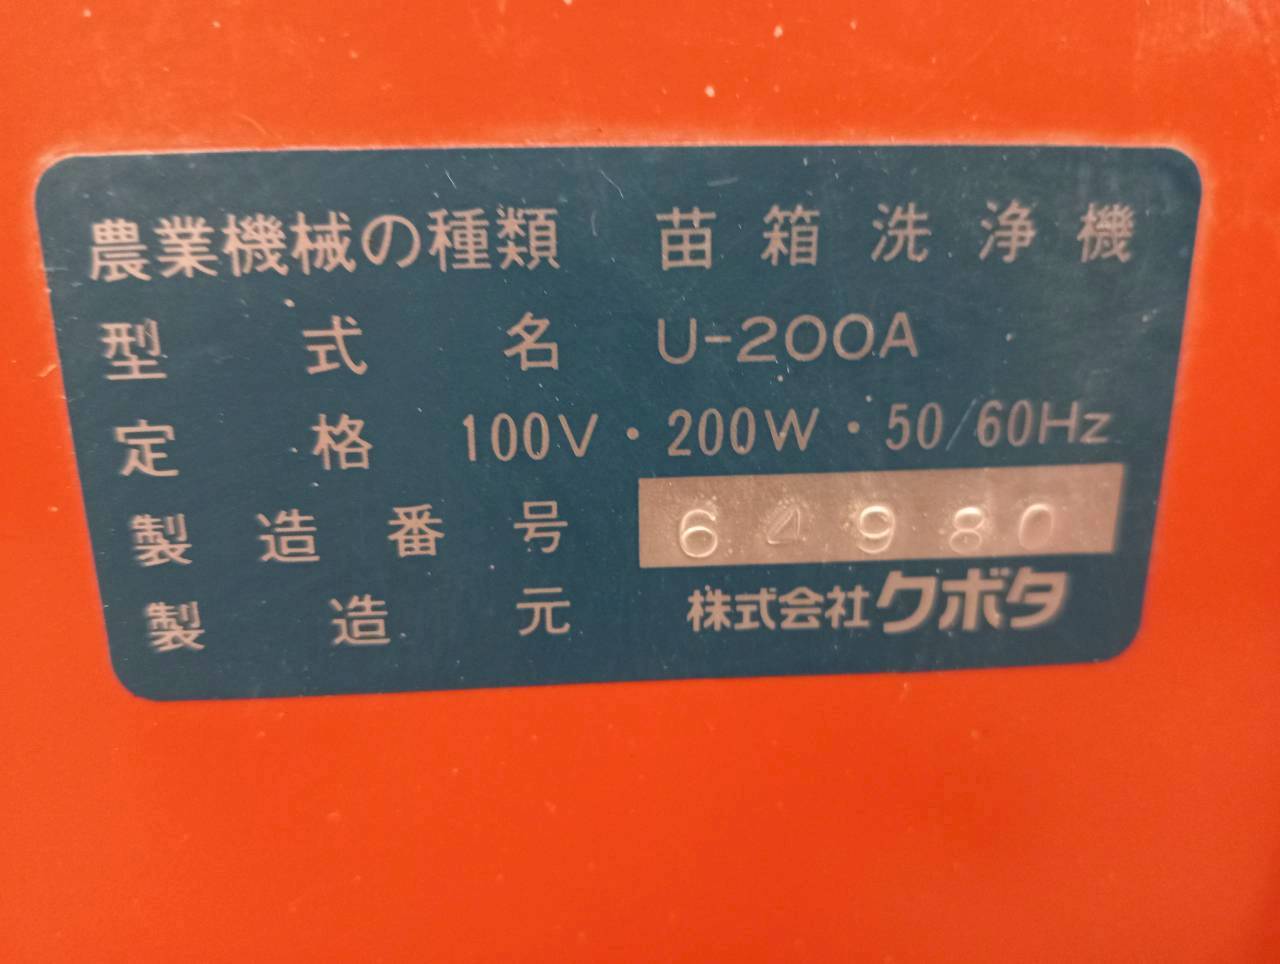 農業機械の種類 苗箱洗浄機
型式名 U-200A
定格 100V・200W・50/60Hz
製造番号 64980
製造元 株式会社クボタ